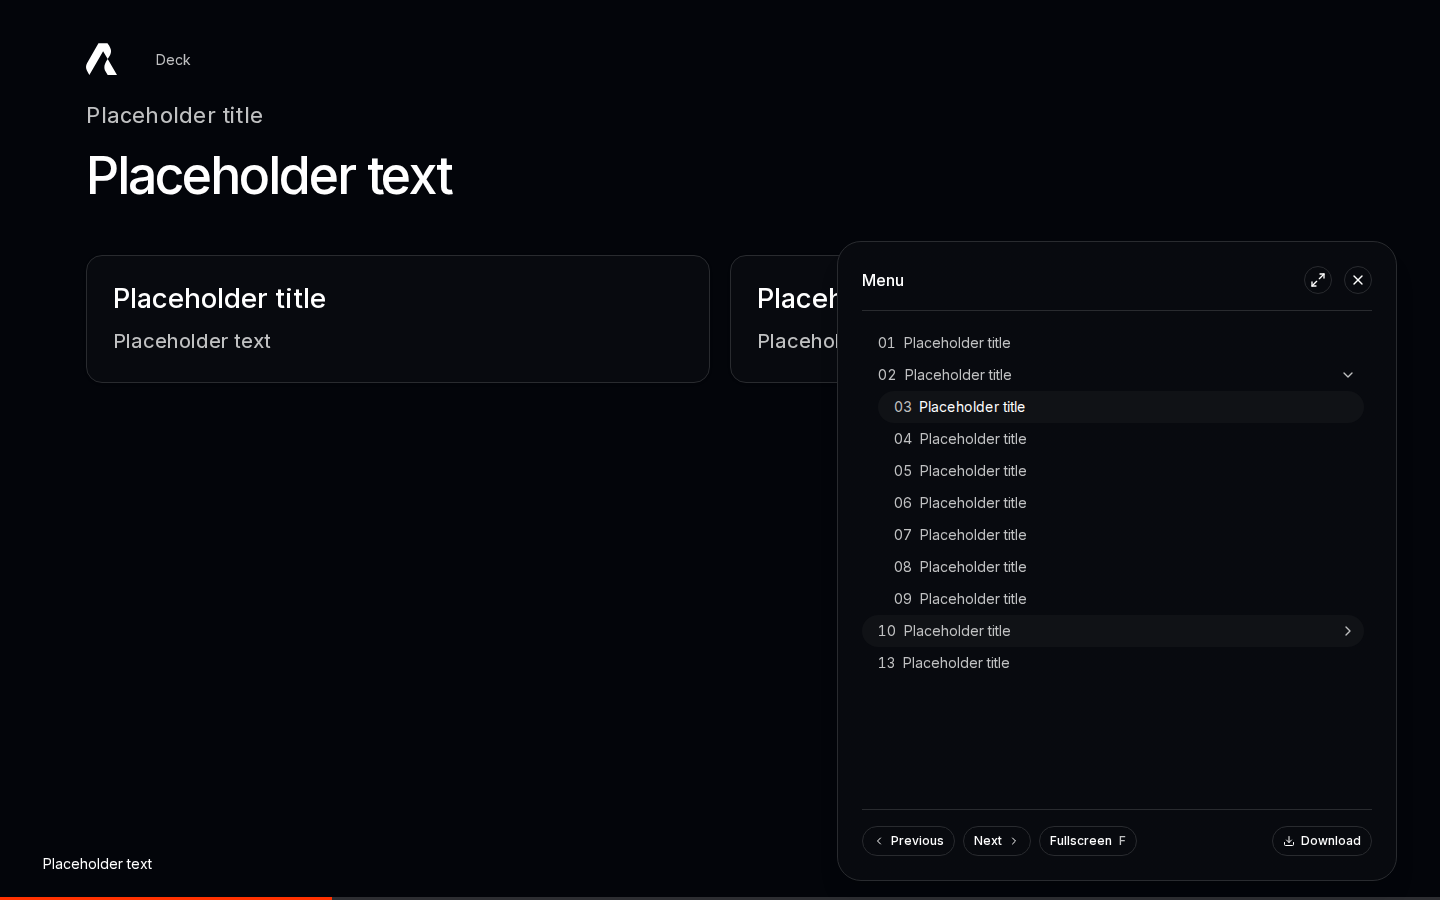 Deck
Placeholder title
Placeholder text
Placeholder title
Placeholder text
Menu
01 Placeholder title
02 Placeholder title
03 Placeholder title
04 Placeholder title
05 Placeholder title
06 Placeholder title
07 Placeholder title
08 Placeholder title
09 Placeholder title
10 Placeholder title
13 Placeholder title
Previous
Next
Fullscreen F
Download
Placeholder text